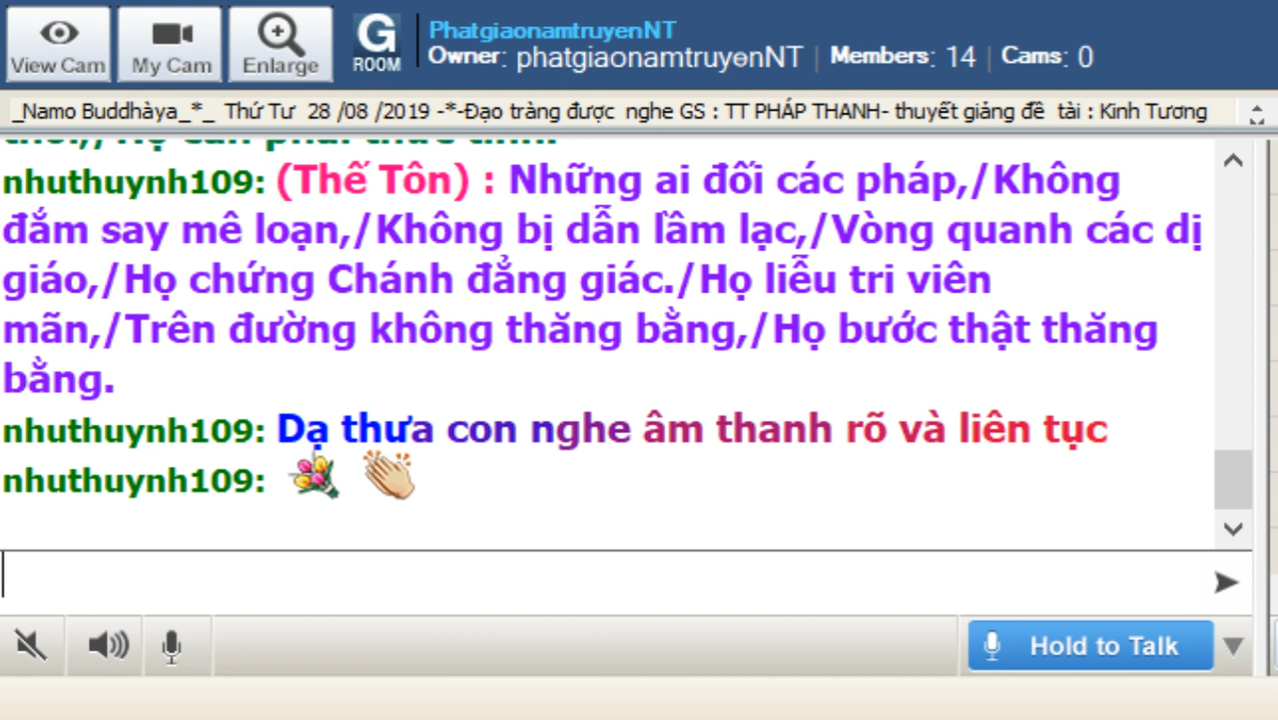 View Cam
My Cam
Enlarge
G
ROOM
PhatgiaonamtruyenNT
Owner: phatgiaonamtruyenNT | Members: 14 | Cams: 0
_Namo Buddhàya_*_ Thứ Tư 28 /08 /2019 -*-Đạo tràng được nghe GS : TT PHÁP THANH- thuyết giảng đề tài : Kinh Tương
nhuthuynh109: (Thế Tôn) : Những ai đối các pháp,/Không
đắm say mê loạn,/Không bị dẫn lầm lạc,/Vòng quanh các dị
giáo,/Họ chứng Chánh đẳng giác./Họ liễu tri viên
mãn,/Trên đường không thăng bằng,/Họ bước thật thăng
bằng.
nhuthuynh109: Dạ thưa con nghe âm thanh rõ và liên tục
nhuthuynh109:
Hold to Talk